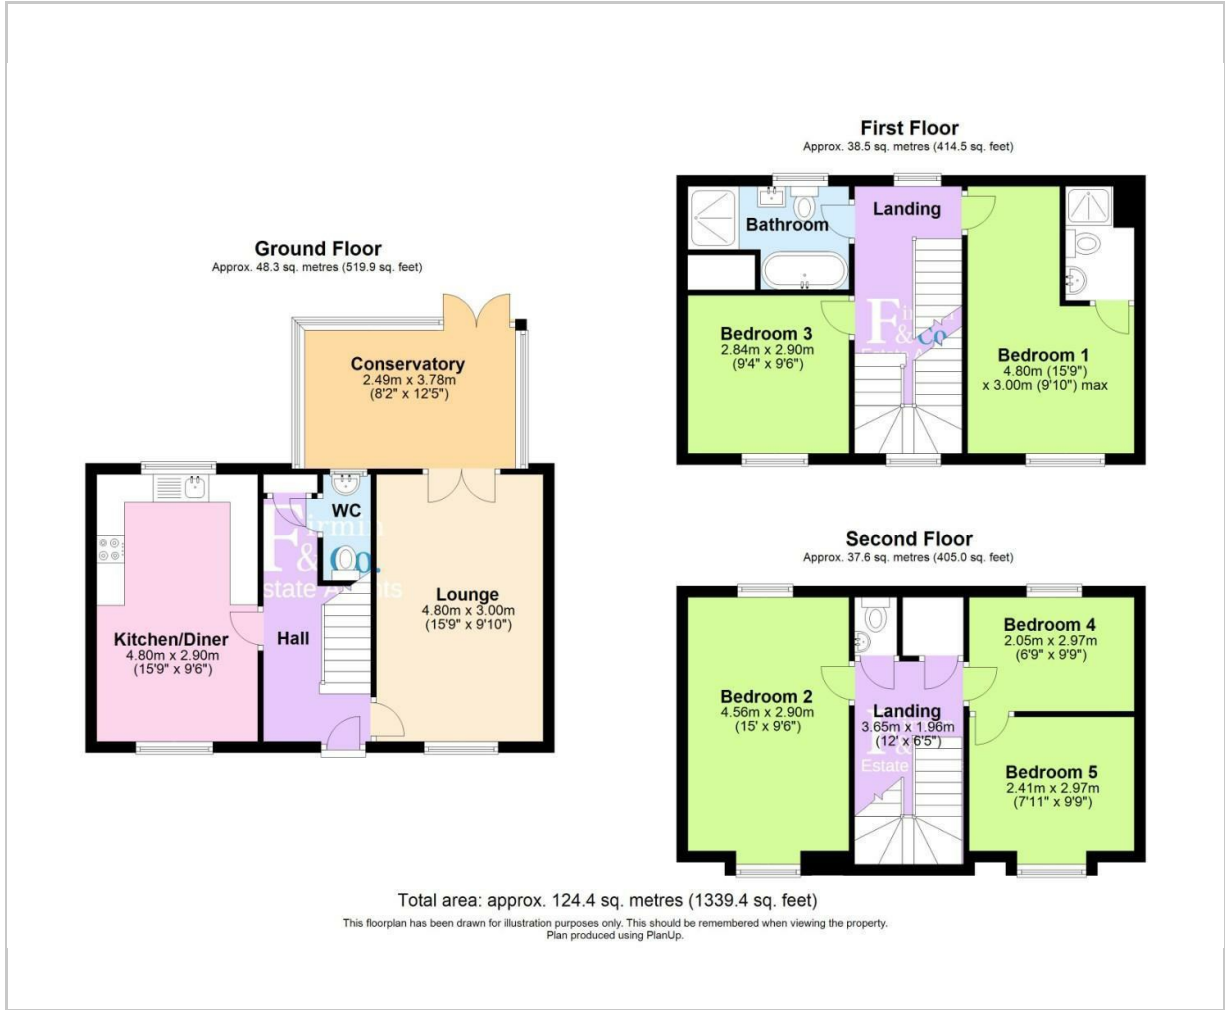 Ground Floor
Approx. 48.3 sq. metres (519.9 sq. feet)
Conservatory
2.49m x 3.78m
(8'2" x 12'5")
WC
Kitchen/Diner
4.80m x 2.90m
(15'9" x 9'6")
Hall
Lounge
4.80m x 3.00m
(15'9" x 9'10")
Firmin
& Co.
Estate Agents
First Floor
Approx. 38.5 sq. metres (414.5 sq. feet)
Bathroom
Landing
Bedroom 3
2.84m x 2.90m
(9'4" x 9'6")
Bedroom 1
4.80m (15'9")
x 3.00m (9'10") max
Firmin
& Co
Second Floor
Approx. 37.6 sq. metres (405.0 sq. feet)
Bedroom 2
4.56m x 2.90m
(15' x 9'6")
Landing
3.65m x 1.96m
(12' x 6'5")
Bedroom 4
2.05m x 2.97m
(6'9" x 9'9")
Bedroom 5
2.41m x 2.97m
(7'11" x 9'9")
F
&
Estate
Total area: approx. 124.4 sq. metres (1339.4 sq. feet)
This floorplan has been drawn for illustration purposes only. This should be remembered when viewing the property.
Plan produced using PlanUp.